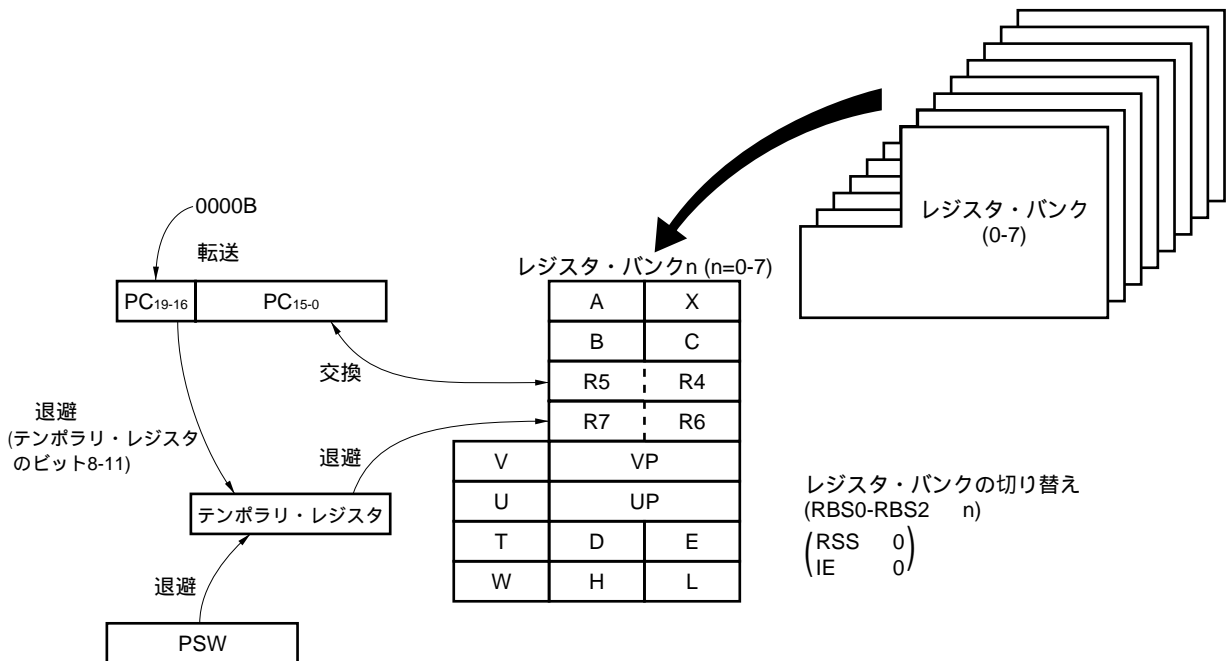 レジスタ・バンク
(0-7)
0000B
転送
PC19-16 PC15-0
交換
退避
(テンポラリ・レジスタ
のビット8-11)
退避
テンポラリ・レジスタ
退避
PSW
レジスタ・バンクn (n=0-7)
A X
B C
R5 R4
R7 R6
V VP
U UP
T D E
W H L
レジスタ・バンクの切り替え
(RBS0-RBS2 n)
(RSS 0)
(IE 0)